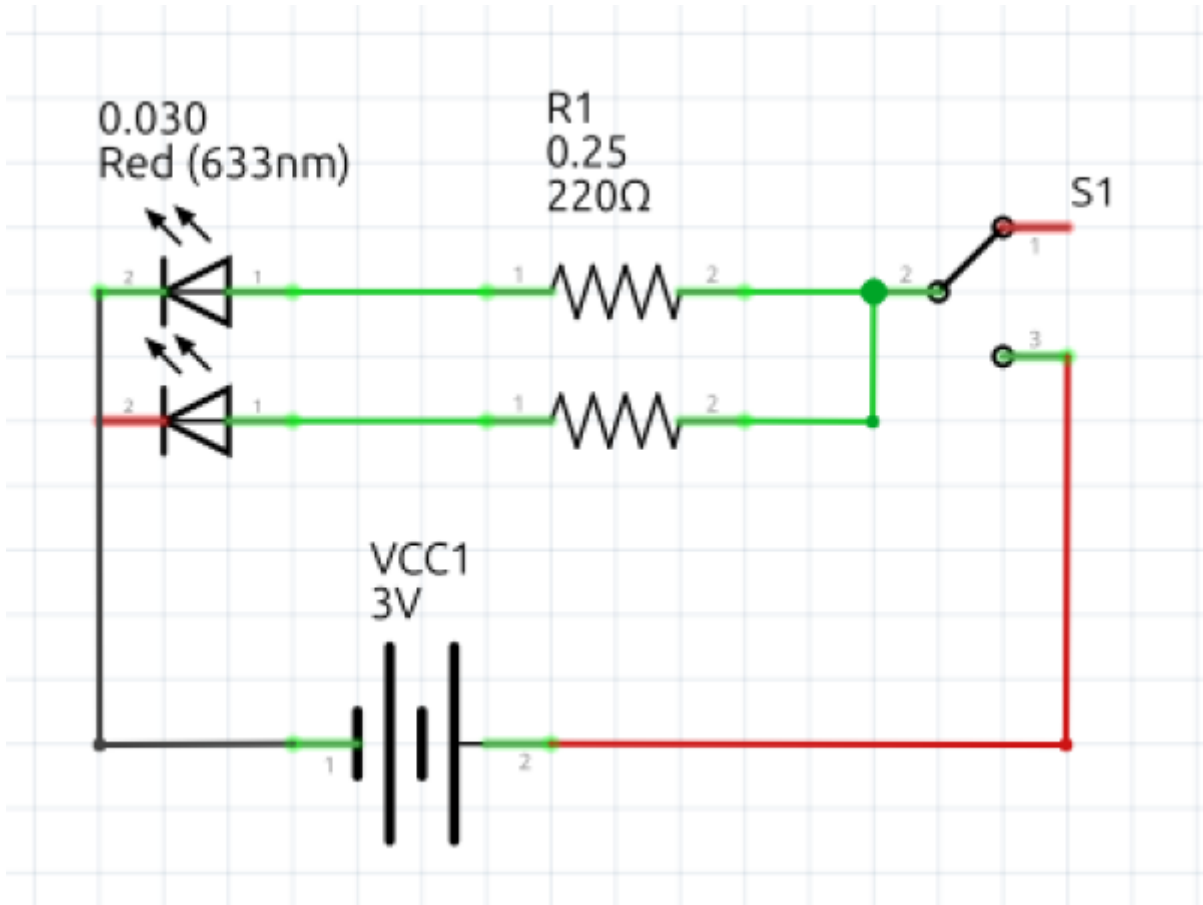 0.030
Red (633nm)
R1
0.25
220Ω
S1
1
2 1 1 2 2
3
2 1 1 2
VCC1
3V
1 2